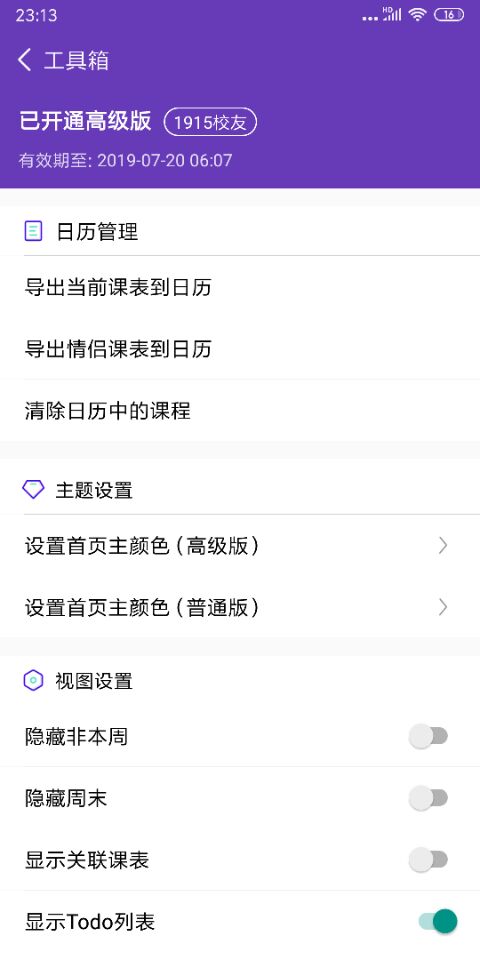 23:13
HD
16
工具箱
已开通高级版 1915校友
有效期至: 2019-07-20 06:07
日历管理
导出当前课表到日历
导出情侣课表到日历
清除日历中的课程
主题设置
设置首页主颜色（高级版）
设置首页主颜色（普通版）
视图设置
隐藏非本周
隐藏周末
显示关联课表
显示Todo列表